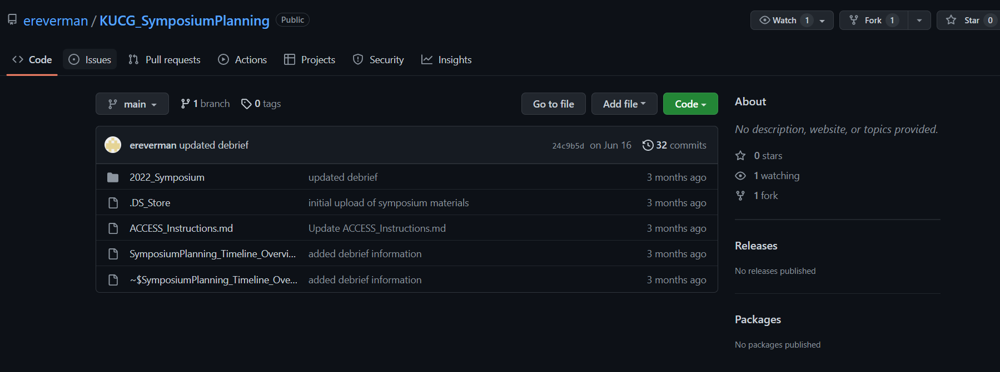 ereverman / KUCG_SymposiumPlanning Public
Watch 1 Fork 1 Star 0
Code Issues Pull requests Actions Projects Security Insights
main 1 branch 0 tags Go to file Add file Code
ereverman updated debrief 24c9b5d on Jun 16 32 commits
2022_Symposium updated debrief 3 months ago
.DS_Store initial upload of symposium materials 3 months ago
ACCESS_Instructions.md Update ACCESS_Instructions.md 3 months ago
SymposiumPlanning_Timeline_Overvi... added debrief information 3 months ago
~$SymposiumPlanning_Timeline_Ove... added debrief information 3 months ago
About
No description, website, or topics provided.
0 stars
1 watching
1 fork
Releases
No releases published
Packages
No packages published